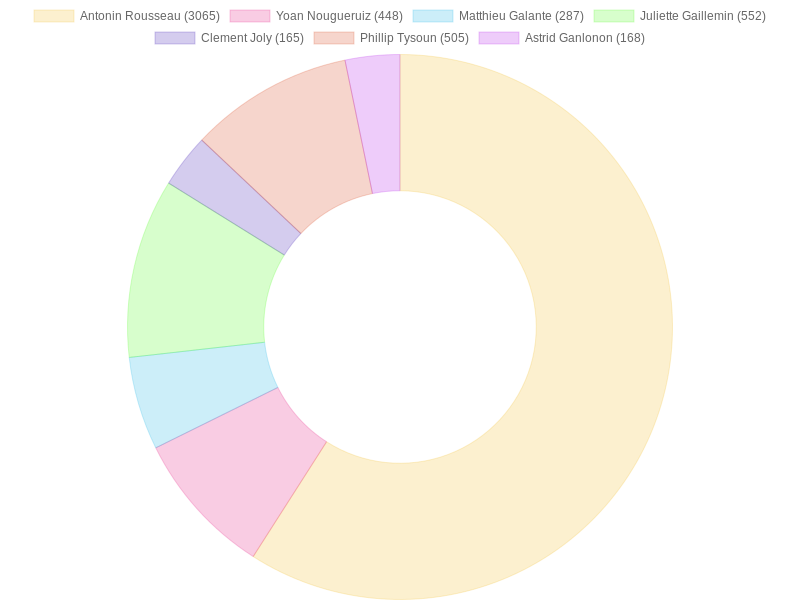 Antonin Rousseau (3065) Yoan Nougueruiz (448) Matthieu Galante (287) Juliette Gaillemin (552)
Clement Joly (165) Phillip Tysoun (505) Astrid Ganlonon (168)